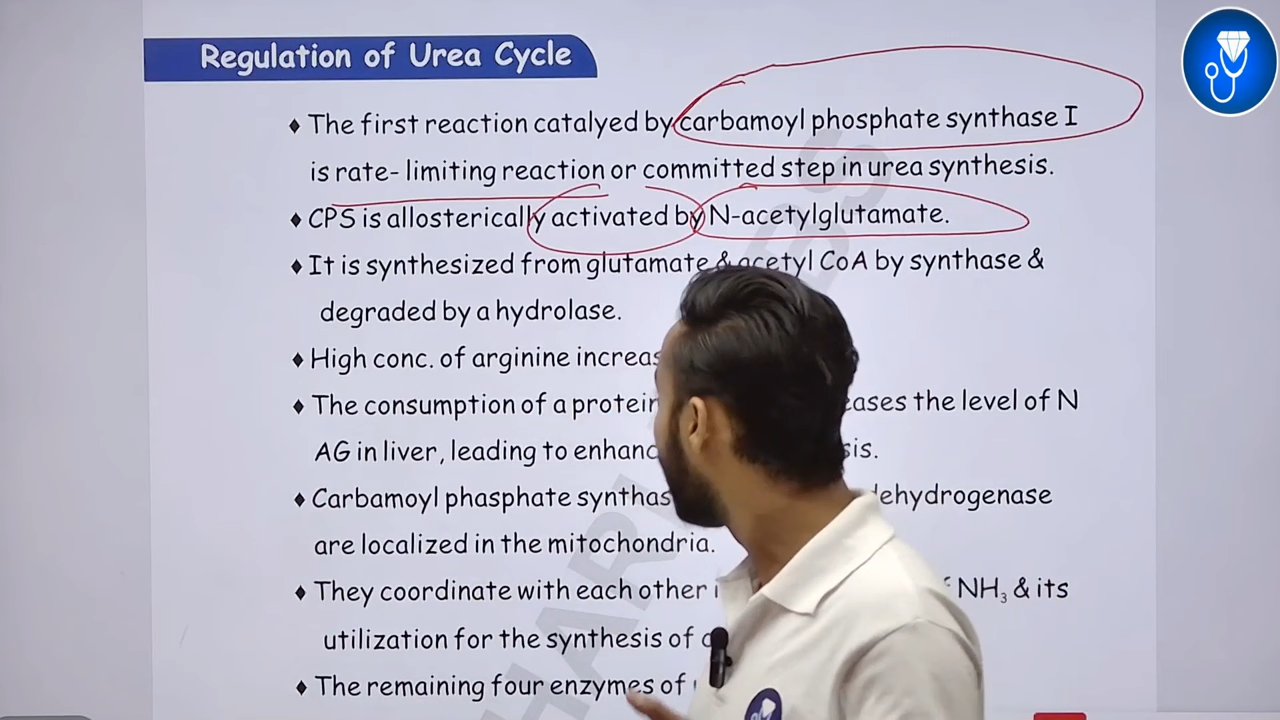 Regulation of Urea Cycle
♦ The first reaction catalyed by carbamoyl phosphate synthase I
is rate- limiting reaction or committed step in urea synthesis.
♦ CPS is allosterically activated by N-acetylglutamate.
♦ It is synthesized from glutamate & acetyl CoA by synthase &
degraded by a hydrolase.
♦ High conc. of arginine increas
♦ The consumption of a protein eases the level of N
AG in liver, leading to enhanc sis.
♦ Carbamoyl phasphate synthas dehydrogenase
are localized in the mitochondria.
♦ They coordinate with each other i NH₃ & its
utilization for the synthesis of c
♦ The remaining four enzymes of